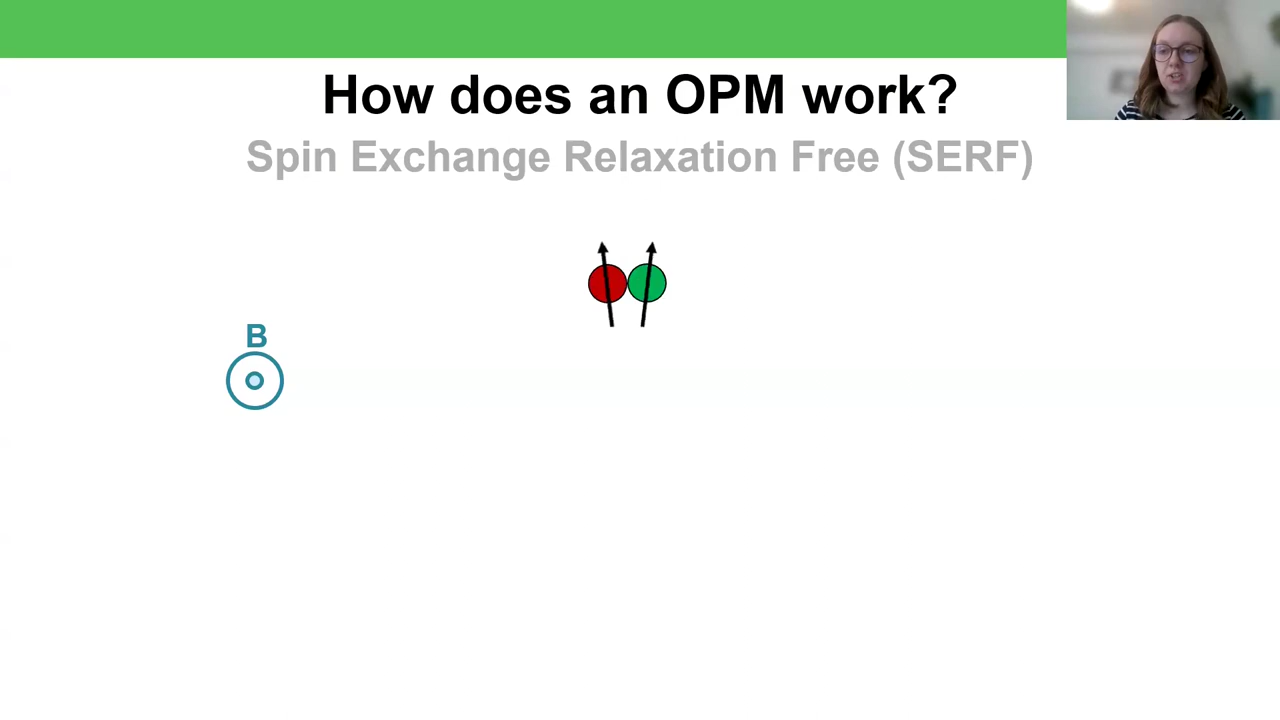 How does an OPM work?
Spin Exchange Relaxation Free (SERF)
B